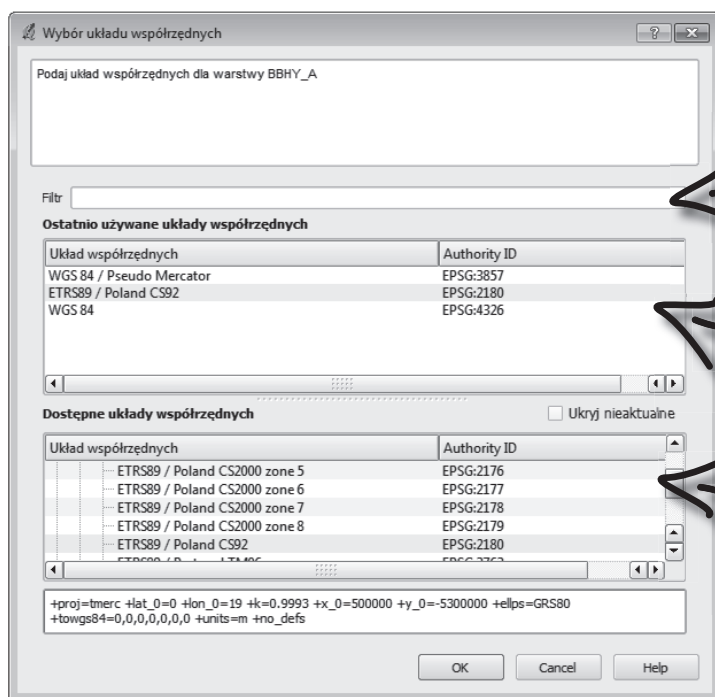 Wybór układu współrzędnych
Podaj układ współrzędnych dla warstwy BBHY_A
Filtr
Ostatnio używane układy współrzędnych
Układ współrzędnych Authority ID
WGS 84 / Pseudo Mercator EPSG:3857
ETRS89 / Poland CS92 EPSG:2180
WGS 84 EPSG:4326
Dostępne układy współrzędnych Ukryj nieaktualne
Układ współrzędnych Authority ID
ETRS89 / Poland CS2000 zone 5 EPSG:2176
ETRS89 / Poland CS2000 zone 6 EPSG:2177
ETRS89 / Poland CS2000 zone 7 EPSG:2178
ETRS89 / Poland CS2000 zone 8 EPSG:2179
ETRS89 / Poland CS92 EPSG:2180
+proj=tmerc +lat_0=0 +lon_0=19 +k=0.9993 +x_0=500000 +y_0=-5300000 +ellps=GRS80
+towgs84=0,0,0,0,0,0,0 +units=m +no_defs
OK Cancel Help